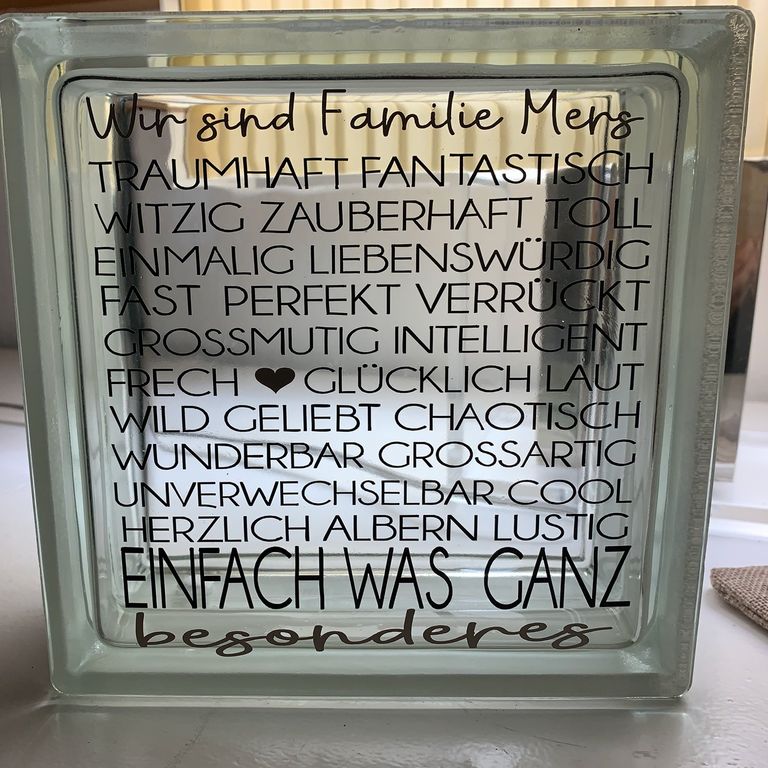 Wir sind Familie Mers
TRAUMHAFT FANTASTISCH
WITZIG ZAUBERHAFT TOLL
EINMALIG LIEBENSWÜRDIG
FAST PERFEKT VERRÜCKT
GROSSMUTIG INTELLIGENT
FRECH ♥ GLÜCKLICH LAUT
WILD GELIEBT CHAOTISCH
WUNDERBAR GROSSARTIG
UNVERWECHSELBAR COOL
HERZLICH ALBERN LUSTIG
EINFACH WAS GANZ
besonderes